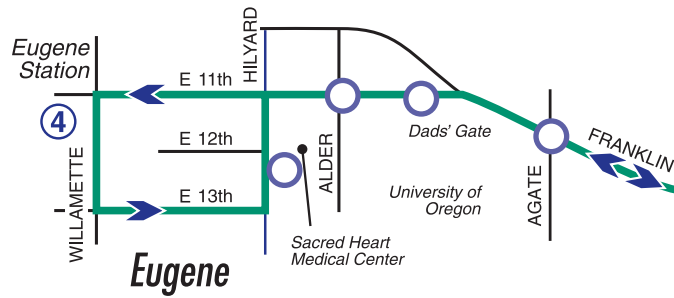 Eugene
Station
HILYARD
E 11th
4
Dads' Gate
FRANKLIN
E 12th
ALDER
WILLAMETTE
AGATE
E 13th
University of
Oregon
Sacred Heart
Medical Center
Eugene